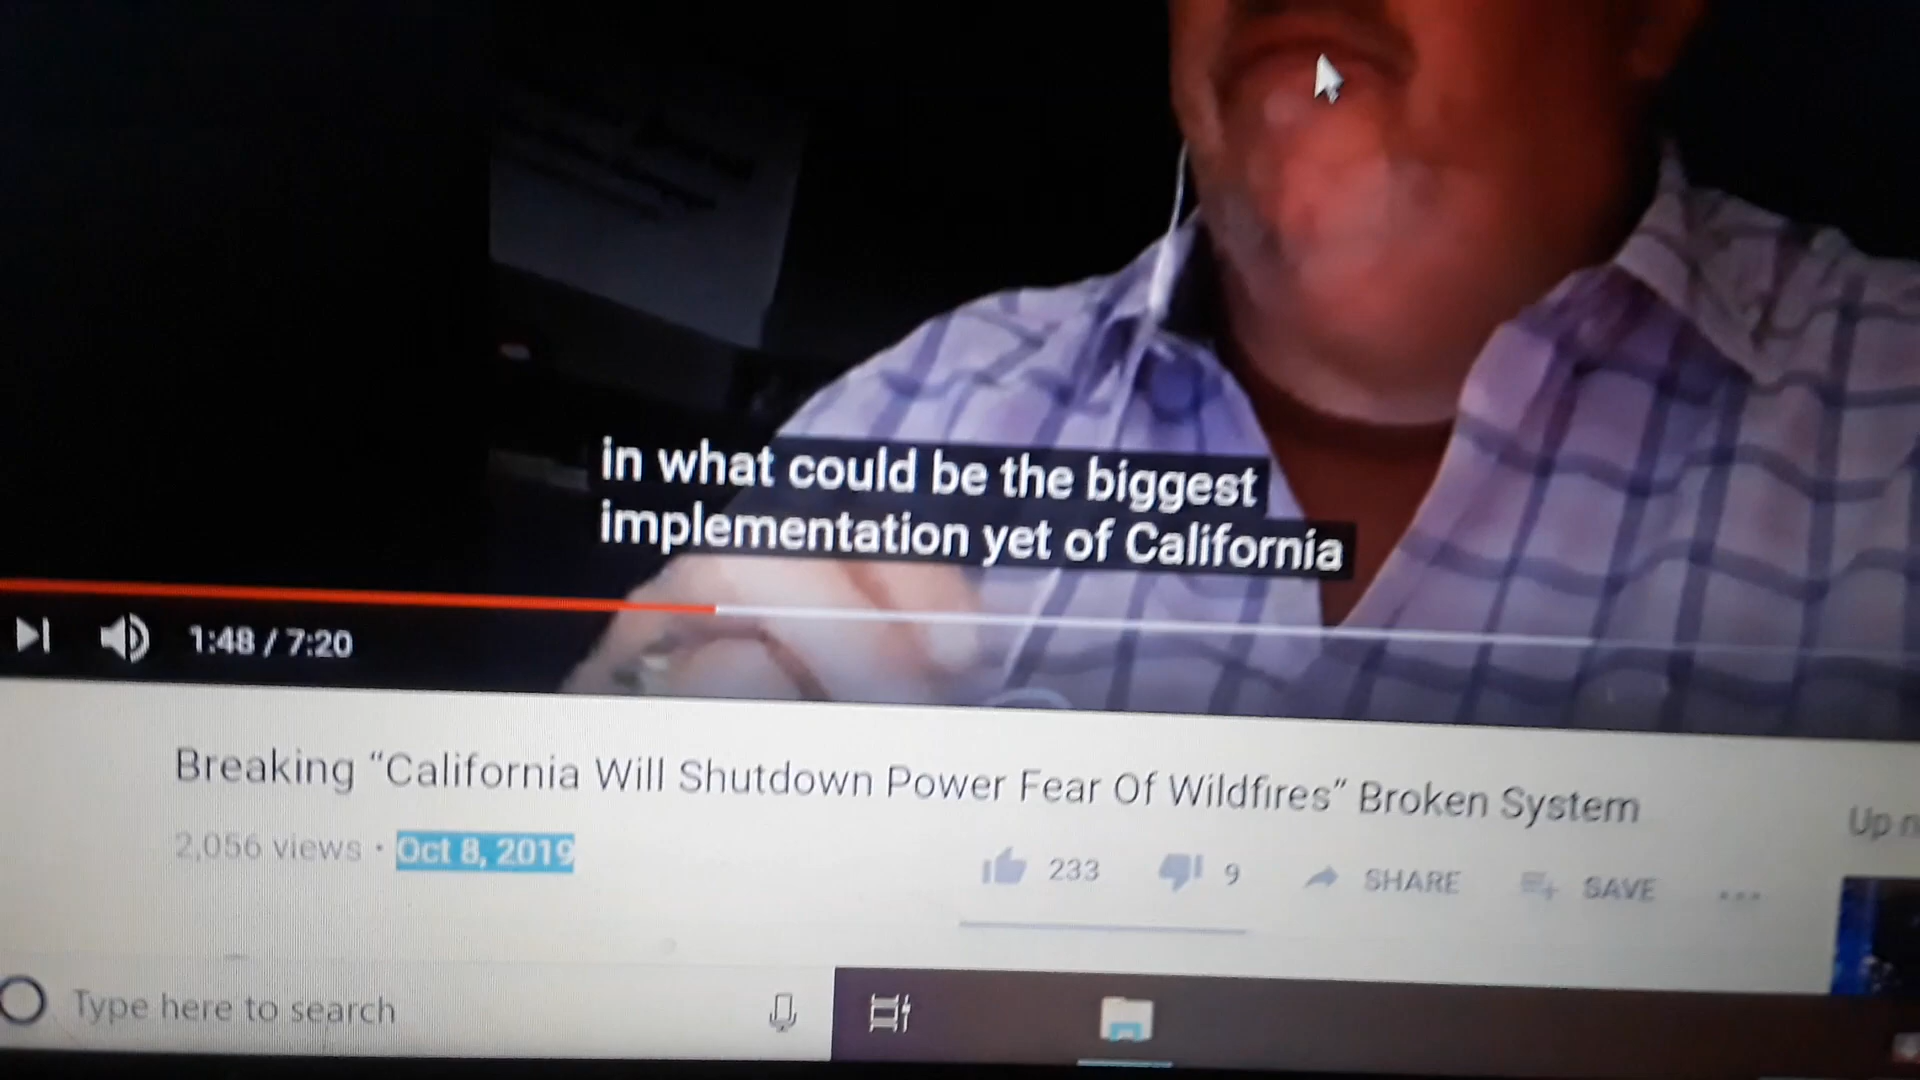 in what could be the biggest
implementation yet of California
1:48 / 7:20
Breaking “California Will Shutdown Power Fear Of Wildfires” Broken System
Up n
2,056 views · Oct 8, 2019
233
9
SHARE
SAVE
Type here to search